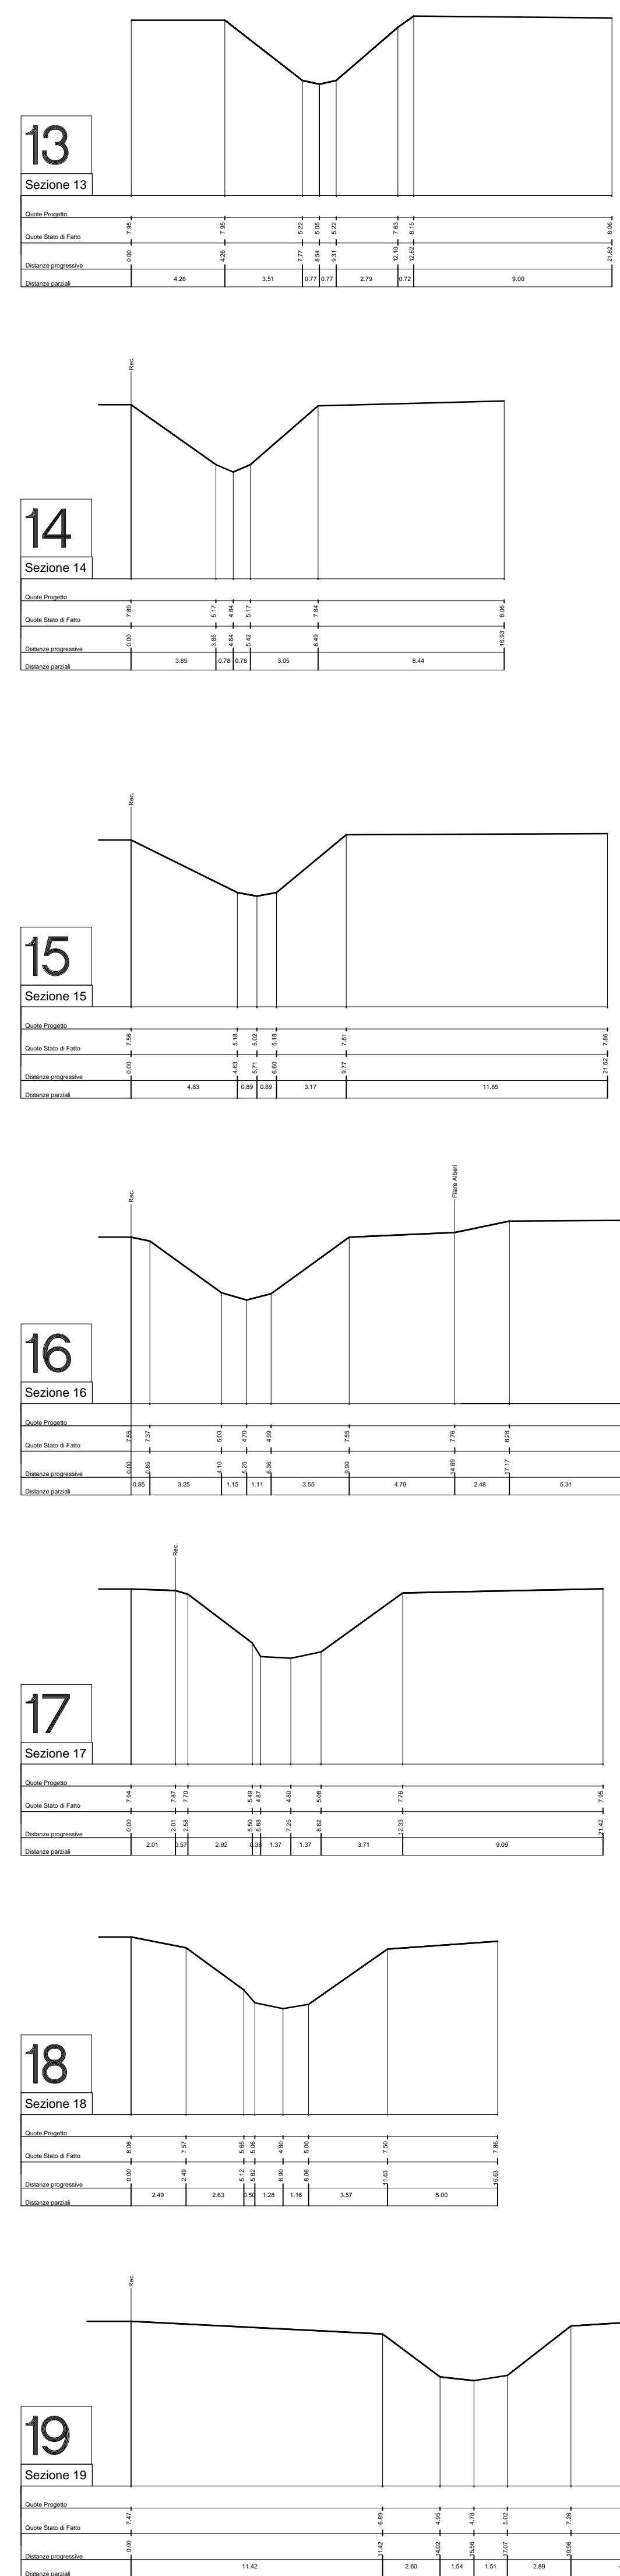 13
Sezione 13
Quote Progetto
Quote Stato di Fatto
7.95 7.95 5.22 5.05 5.22 7.63 8.15 8.06
Distanze progressive
0.00 4.26 7.77 8.54 9.31 12.10 12.82 21.82
Distanze parziali
4.26 3.51 0.77 0.77 2.79 0.72 9.00
Rec.
14
Sezione 14
Quote Progetto
Quote Stato di Fatto
7.89 5.17 4.84 5.17 7.84 8.06
Distanze progressive
0.00 3.85 4.64 5.42 8.49 16.93
Distanze parziali
3.85 0.78 0.78 3.05 8.44
Rec.
15
Sezione 15
Quote Progetto
Quote Stato di Fatto
7.56 5.18 5.02 5.18 7.81 7.86
Distanze progressive
0.00 4.83 5.71 6.60 9.77 21.62
Distanze parziali
4.83 0.89 0.89 3.17 11.85
Rec.
Filare Alberi
16
Sezione 16
Quote Progetto
Quote Stato di Fatto
7.55 7.37 5.03 4.70 4.99 7.55 7.76 8.28
Distanze progressive
0.00 0.85 4.10 5.25 6.36 9.90 14.69 17.17
Distanze parziali
0.85 3.25 1.15 1.11 3.55 4.79 2.48 5.31
Rec.
17
Sezione 17
Quote Progetto
Quote Stato di Fatto
7.94 7.87 7.70 5.49 4.87 4.80 5.08 7.76 7.95
Distanze progressive
0.00 2.01 2.58 5.50 5.88 7.25 8.62 12.33 21.42
Distanze parziali
2.01 0.57 2.92 0.38 1.37 1.37 3.71 9.09
18
Sezione 18
Quote Progetto
Quote Stato di Fatto
8.06 7.57 5.65 5.06 4.80 5.00 7.50 7.86
Distanze progressive
0.00 2.49 5.12 5.62 6.90 8.06 11.63 16.63
Distanze parziali
2.49 2.63 0.50 1.28 1.16 3.57 5.00
Rec.
19
Sezione 19
Quote Progetto
Quote Stato di Fatto
7.47 6.89 4.95 4.78 5.02 7.26
Distanze progressive
0.00 11.42 14.02 15.56 17.07 19.96
Distanze parziali
11.42 2.60 1.54 1.51 2.89